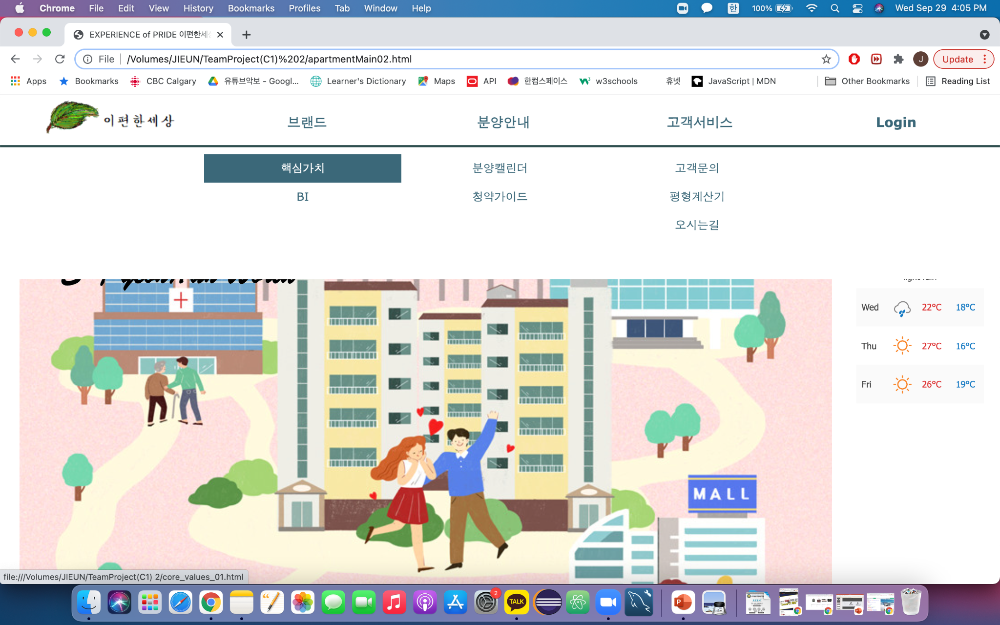 Chrome File Edit View History Bookmarks Profiles Tab Window Help 한 100% Wed Sep 29 4:05 PM
EXPERIENCE of PRIDE 이편한세상
File /Volumes/JIEUN/TeamProject(C1)%202/apartmentMain02.html J Update
Apps Bookmarks CBC Calgary 유튜브악보 - Googl... Learner's Dictionary Maps API 한컴스페이스 w3schools 휴넷 JavaScript | MDN Other Bookmarks Reading List
이편한세상 브랜드 분양안내 고객서비스 Login
핵심가치 분양캘린더 고객문의
BI 청약가이드 평형계산기
오시는길
light rain
Wed 22°C 18°C
Thu 27°C 16°C
Fri 26°C 19°C
MALL
file:///Volumes/JIEUN/TeamProject(C1) 2/core_values_01.html
2
TALK